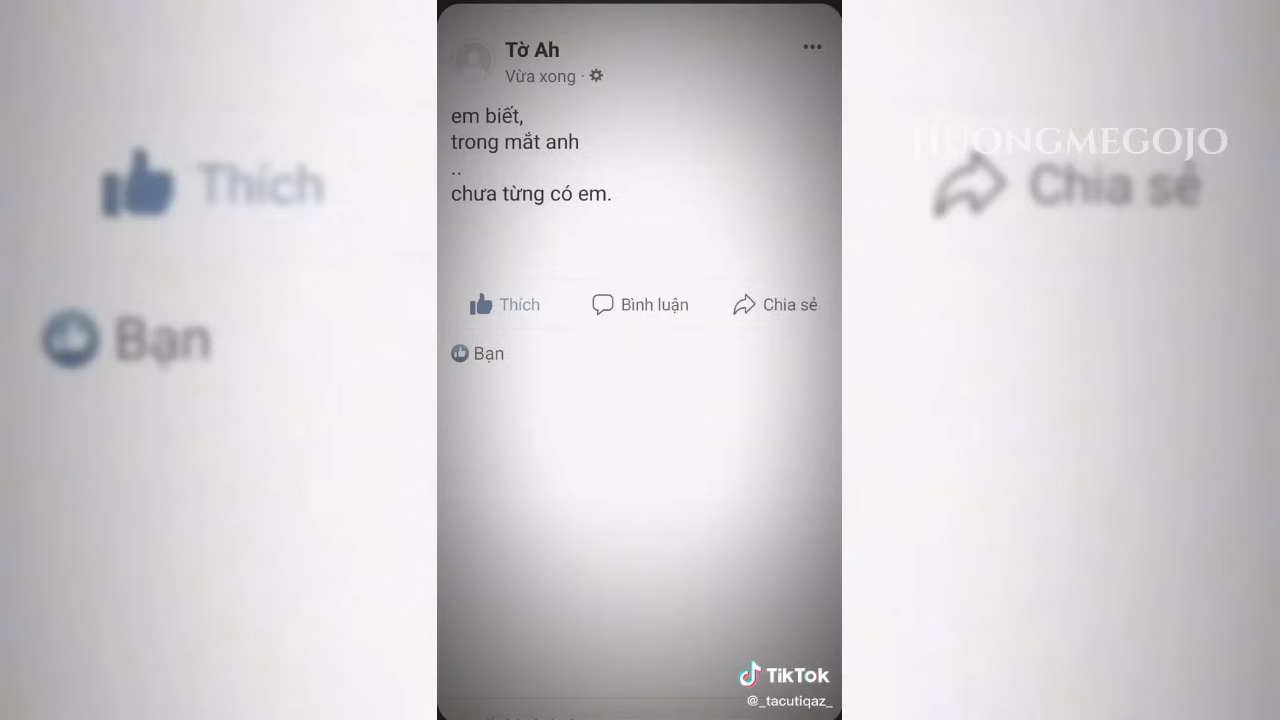 Tờ Ah
Vừa xong ·
em biết,
trong mắt anh
..
chưa từng có em.
Thích
Bình luận
Chia sẻ
Bạn
Thích
Bạn
HUONGMEGOJO
Chia sẻ
TikTok
@_tacutiqaz_